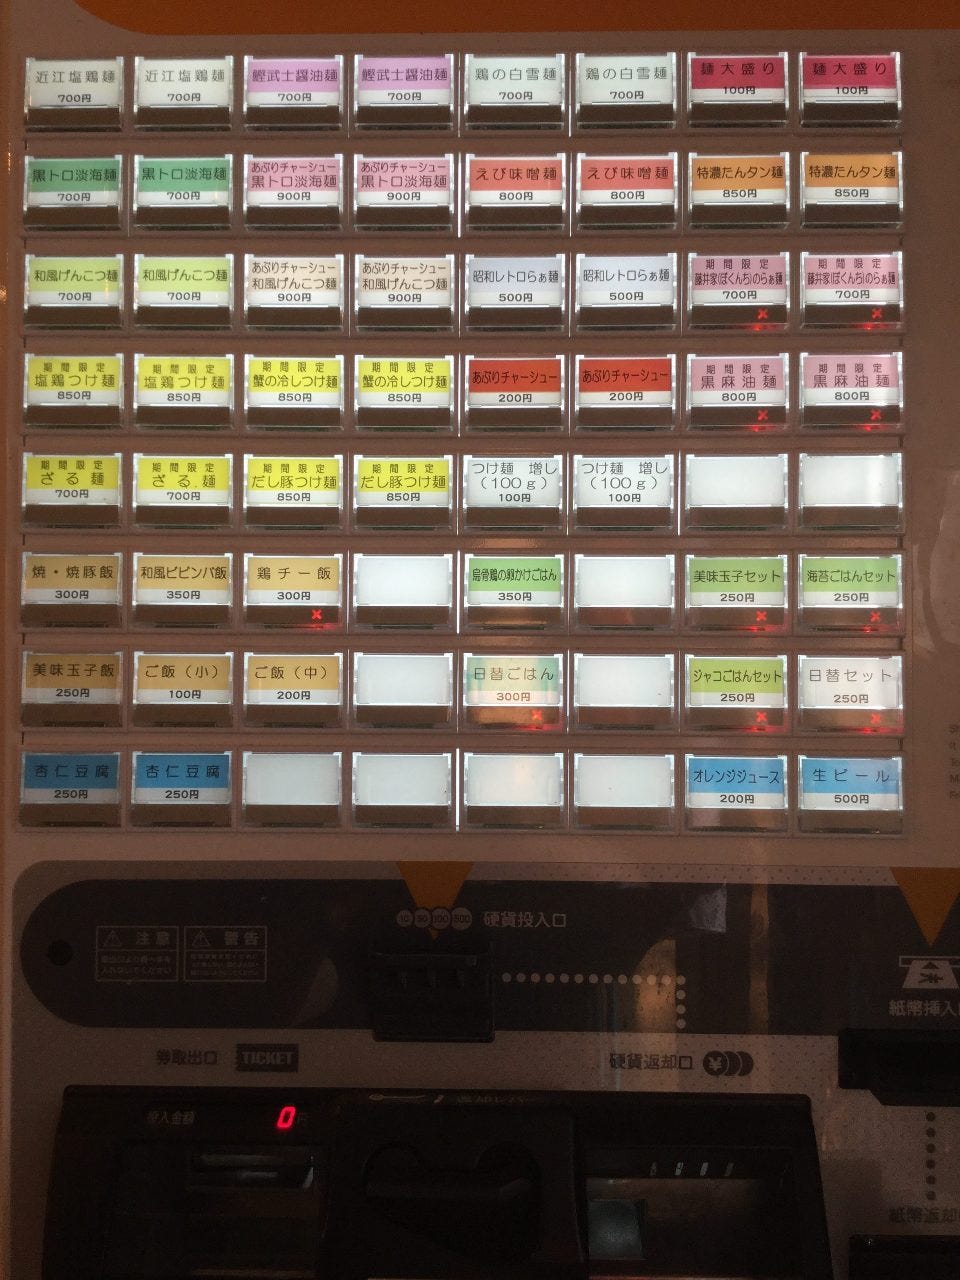 近江塩鶏麺 近江塩鶏麺 鰹武士醤油麺 鰹武士醤油麺 鶏の白雪麺 鶏の白雪麺 麺大盛り 麺大盛り
700円 700円 700円 700円 700円 700円 100円 100円
黒トロ淡海麺 黒トロ淡海麺 あぶりチャーシュー あぶりチャーシュー えび味噌麺 えび味噌麺 特濃たんタン麺 特濃たんタン麺
黒トロ淡海麺 黒トロ淡海麺
700円 700円 900円 900円 800円 800円 850円 850円
和風げんこつ麺 和風げんこつ麺 あぶりチャーシュー あぶりチャーシュー 昭和レトロらぁ麺 昭和レトロらぁ麺 期間限定 期間限定
和風げんこつ麺 和風げんこつ麺 藤井家(ぼくんち)のらぁ麺 藤井家(ぼくんち)のらぁ麺
700円 700円 900円 900円 500円 500円 700円 700円
期間限定 期間限定 期間限定 期間限定 あぶりチャーシュー あぶりチャーシュー 期間限定 期間限定
塩鶏つけ麺 塩鶏つけ麺 蟹の冷しつけ麺 蟹の冷しつけ麺 黒麻油麺 黒麻油麺
850円 850円 850円 850円 200円 200円 800円 800円
期間限定 期間限定 期間限定 期間限定 つけ麺 増し つけ麺 増し
ざる麺 ざる麺 だし豚つけ麺 だし豚つけ麺 (100g) (100g)
700円 700円 850円 850円 100円 100円
焼・焼豚飯 和風ビビンバ飯 鶏チー飯 烏骨鶏の卵かけごはん 美味玉子セット 海苔ごはんセット
300円 350円 300円 350円 250円 250円
美味玉子飯 ご飯(小) ご飯(中) 日替ごはん ジャコごはんセット 日替セット
250円 100円 200円 300円 250円 250円
杏仁豆腐 杏仁豆腐 オレンジジュース 生ビール
250円 250円 200円 500円
10 50 100 500 硬貨投入口
注意 警告
紙幣挿入
券取出口 TICKET 硬貨返却口 ¥
投入金額 0円
紙幣返却